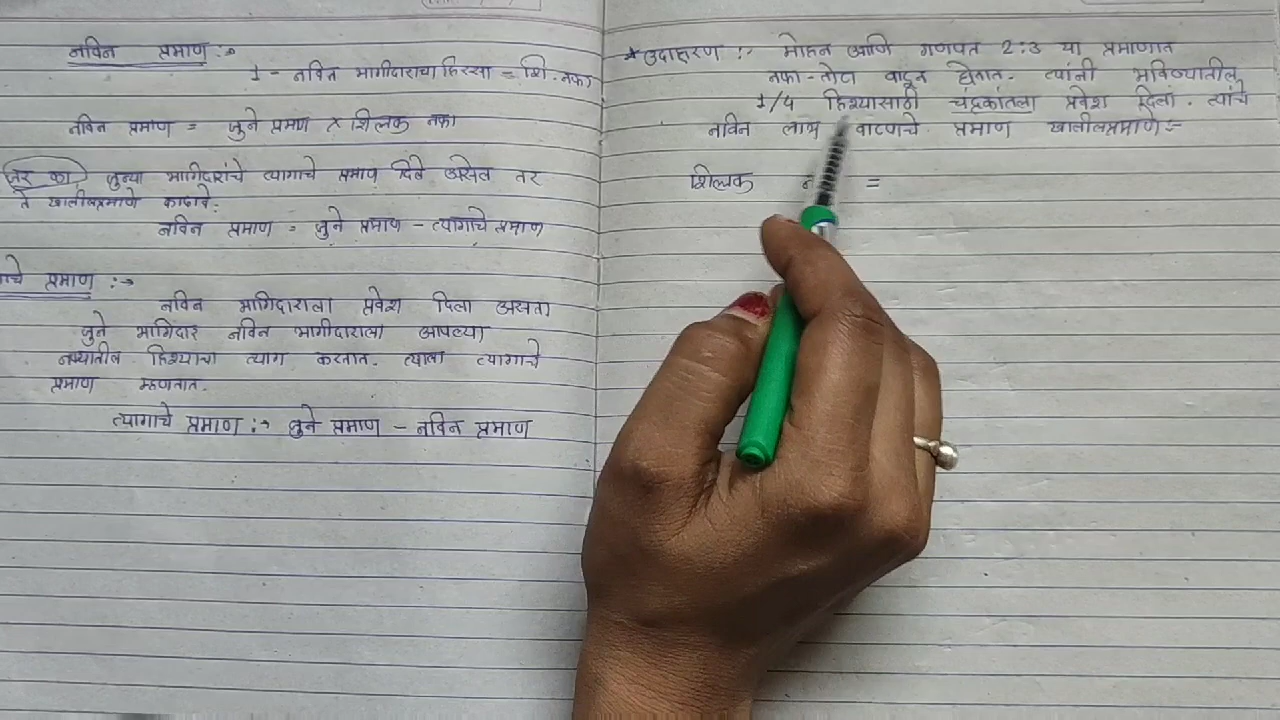 नविन प्रमाण :→
1 - नविन भागीदाराचा हिस्सा = शि. नफा
नविन प्रमाण = जुने प्रमाण × शिल्लक नफा
जर का जुन्या भागिदारांचे त्यागाचे प्रमाण दिले असेल तर
ते खालीलप्रमाणे काढावे.
नविन प्रमाण = जुने प्रमाण - त्यागाचे प्रमाण
गाचे प्रमाण :→
नविन भागिदाराला प्रवेश दिला असता
जुने भागिदार नविन भागीदाराला आपल्या
नफ्यातील हिश्याचा त्याग करतात. त्याला त्यागाचे
प्रमाण म्हणतात.
त्यागाचे प्रमाण :→ जुने प्रमाण - नविन प्रमाण
* उदाहरण :- मोहन आणि गणपत 2:3 या प्रमाणात
नफा-तोटा वाटून घेतात. त्यांनी भविष्यातील
1/4 हिश्यासाठी चंद्रकांतला प्रवेश दिला. त्यांचे
नविन लाभ वाटणाचे प्रमाण खालीलप्रमाणे:-
शिल्लक =